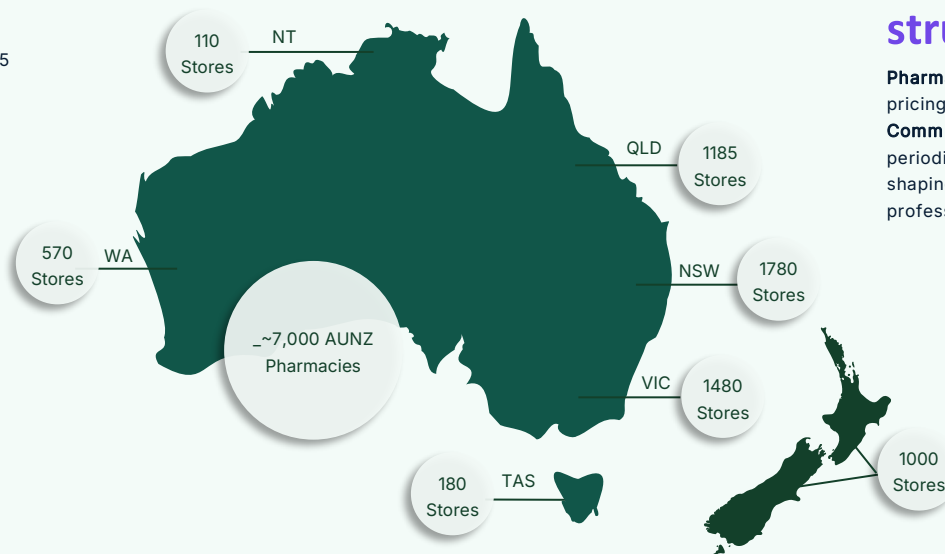 5
110
Stores
NT
QLD
1185
Stores
570
Stores
WA
NSW
1780
Stores
_~7,000 AUNZ
Pharmacies
VIC
1480
Stores
180
Stores
TAS
1000
Stores
stru
Pharm
pricing
Comm
periodi
shapin
profess